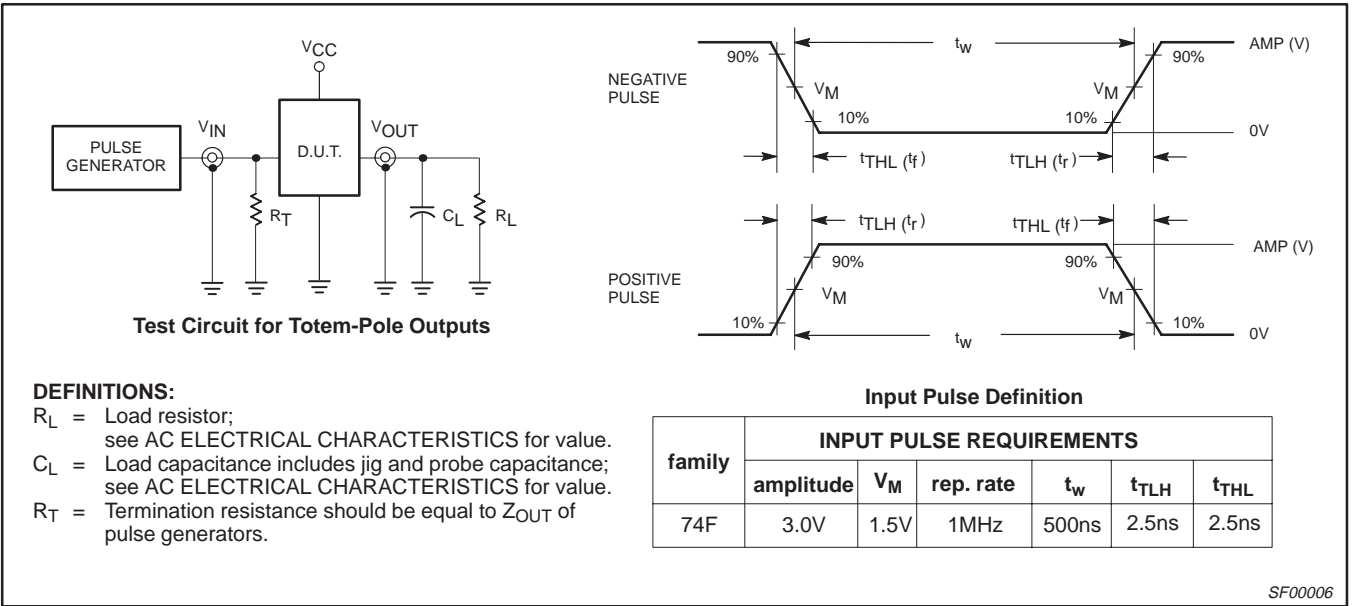 VCC
PULSE
GENERATOR
VIN
D.U.T.
VOUT
RT
CL
RL
Test Circuit for Totem-Pole Outputs
NEGATIVE
PULSE
90%
tw
90%
AMP (V)
VM
VM
10%
10%
0V
tTHL (tf)
tTLH (tr)
tTLH (tr)
tTHL (tf)
AMP (V)
POSITIVE
PULSE
90%
90%
VM
VM
10%
10%
tw
0V
DEFINITIONS:
RL = Load resistor;
see AC ELECTRICAL CHARACTERISTICS for value.
CL = Load capacitance includes jig and probe capacitance;
see AC ELECTRICAL CHARACTERISTICS for value.
RT = Termination resistance should be equal to ZOUT of
pulse generators.
Input Pulse Definition
family
INPUT PULSE REQUIREMENTS
amplitude VM rep. rate tw tTLH tTHL
74F 3.0V 1.5V 1MHz 500ns 2.5ns 2.5ns
SF00006